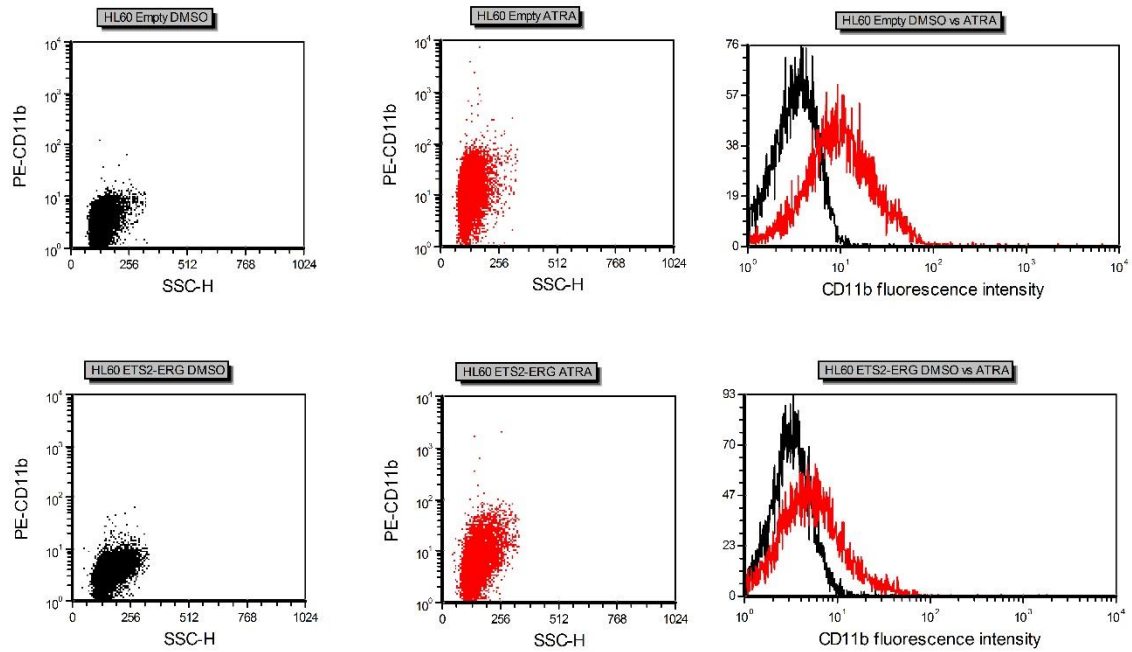 HL60 Empty DMSO
PE-CD11b
10^4
10^3
10^2
10^1
10^0
0 256 512 768 1024
SSC-H
HL60 Empty ATRA
PE-CD11b
10^4
10^3
10^2
10^1
10^0
0 256 512 768 1024
SSC-H
HL60 Empty DMSO vs ATRA
76
57
38
19
0
10^0 10^1 10^2 10^3 10^4
CD11b fluorescence intensity
HL60 ETS2-ERG DMSO
PE-CD11b
10^4
10^3
10^2
10^1
10^0
0 256 512 768 1024
SSC-H
HL60 ETS2-ERG ATRA
PE-CD11b
10^4
10^3
10^2
10^1
10^0
0 256 512 768 1024
SSC-H
HL60 ETS2-ERG DMSO vs ATRA
93
70
47
23
0
10^0 10^1 10^2 10^3 10^4
CD11b fluorescence intensity